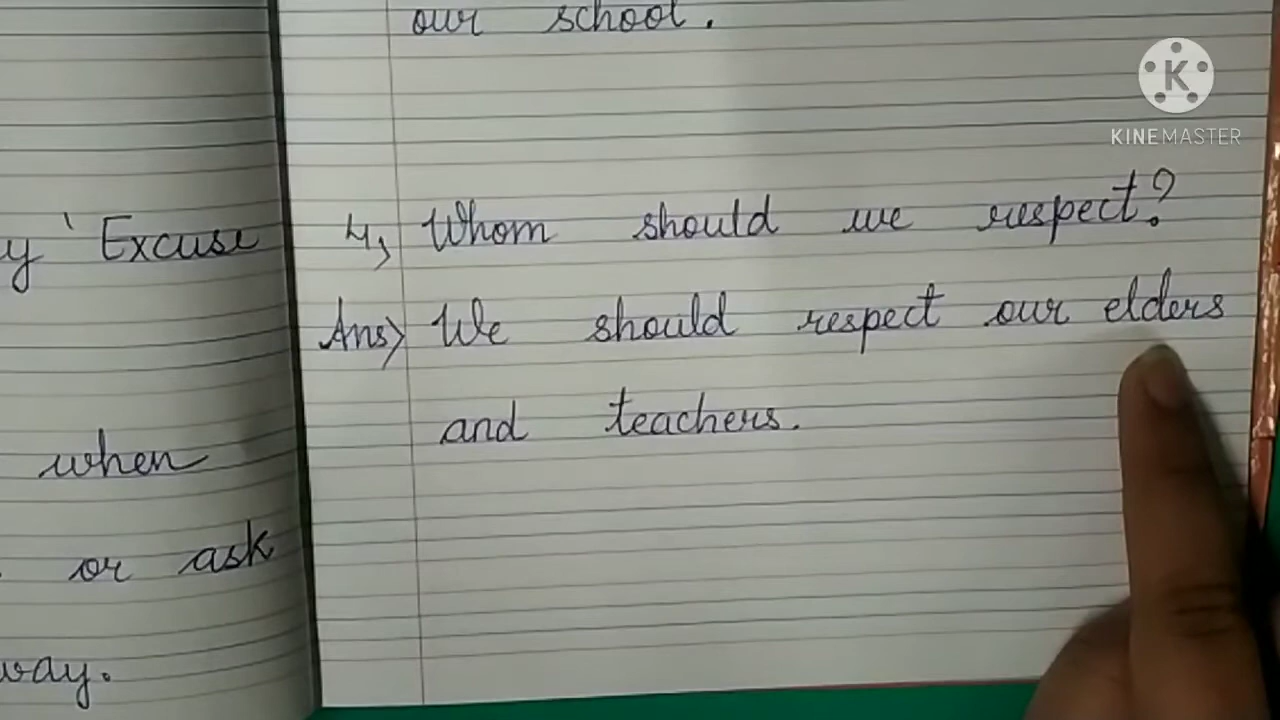 y ' Excuse
when
or ask
way.
our school.
4, Whom should we respect?
Ans) We should respect our elders
and teachers.
K
KINEMASTER